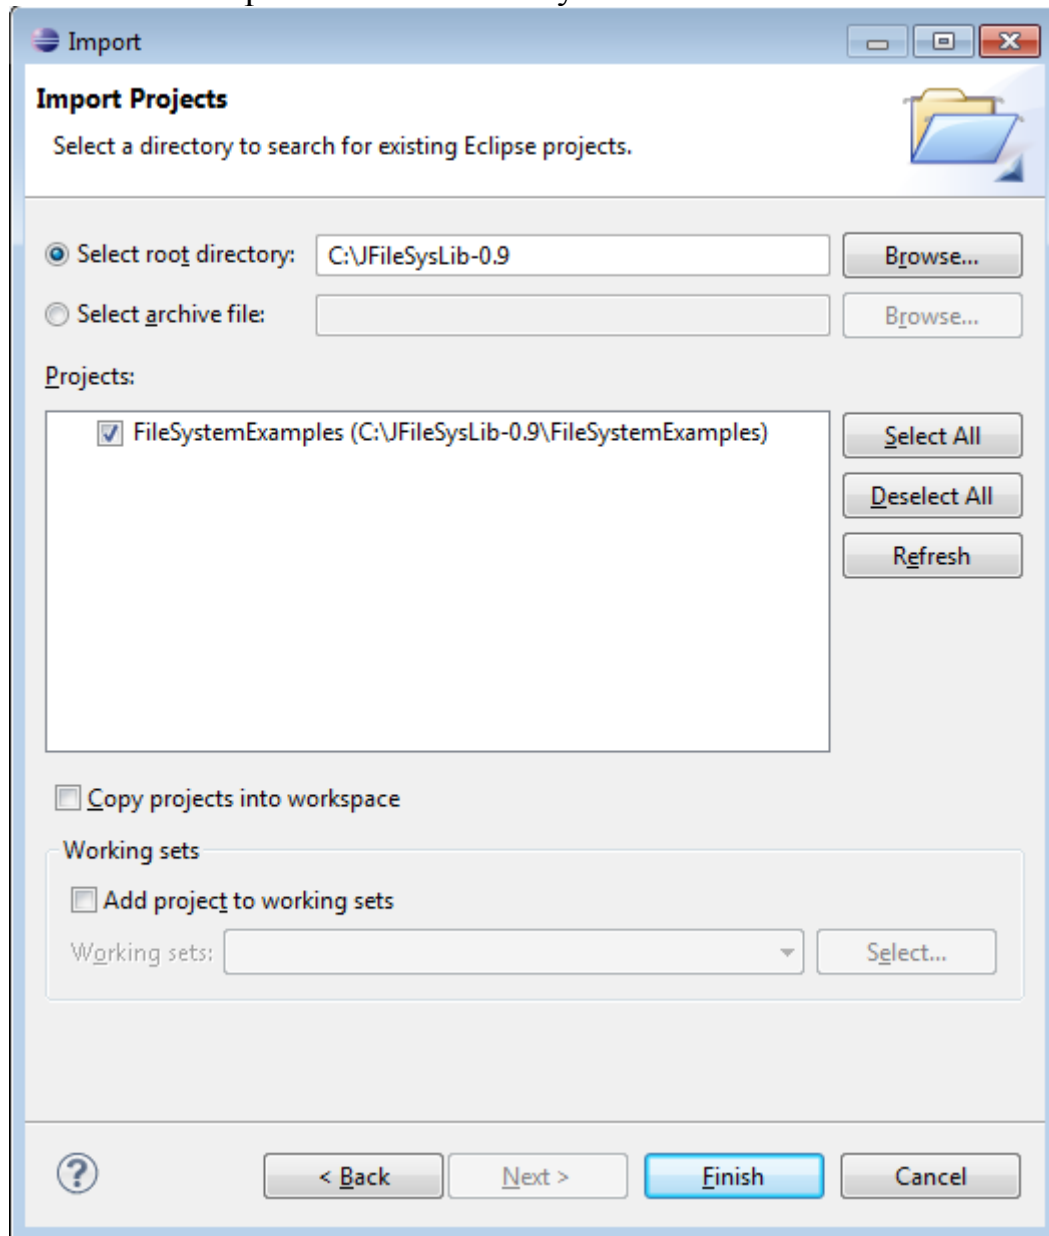 Import
Import Projects
Select a directory to search for existing Eclipse projects.
Select root directory: C:\JFileSysLib-0.9 Browse...
Select archive file: Browse...
Projects:
FileSystemExamples (C:\JFileSysLib-0.9\FileSystemExamples)
Select All
Deselect All
Refresh
Copy projects into workspace
Working sets
Add project to working sets
Working sets: Select...
? < Back Next > Finish Cancel